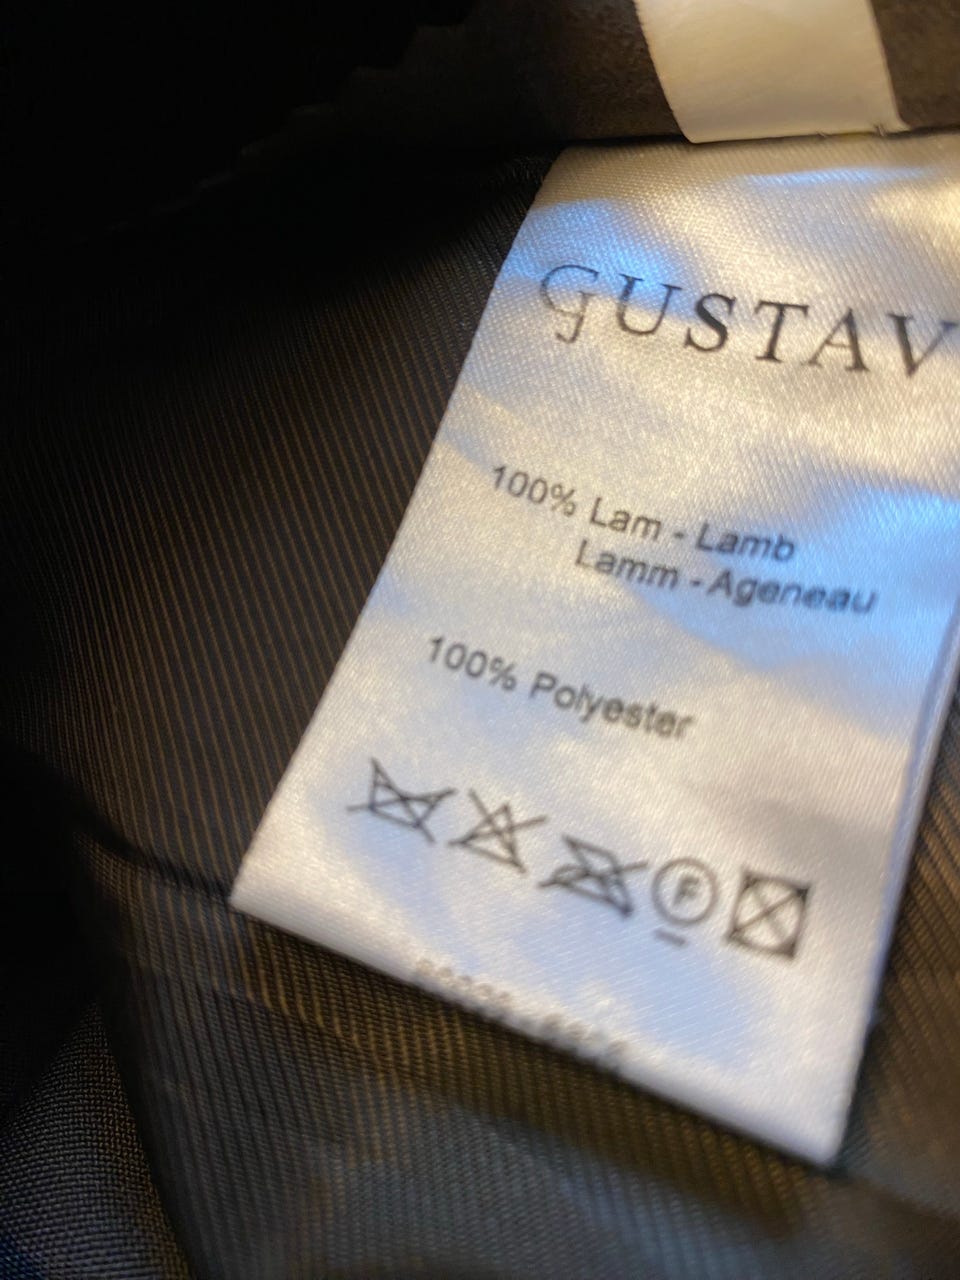 GUSTAV
100% Lam - Lamb
Lamm - Ageneau
100% Polyester
F